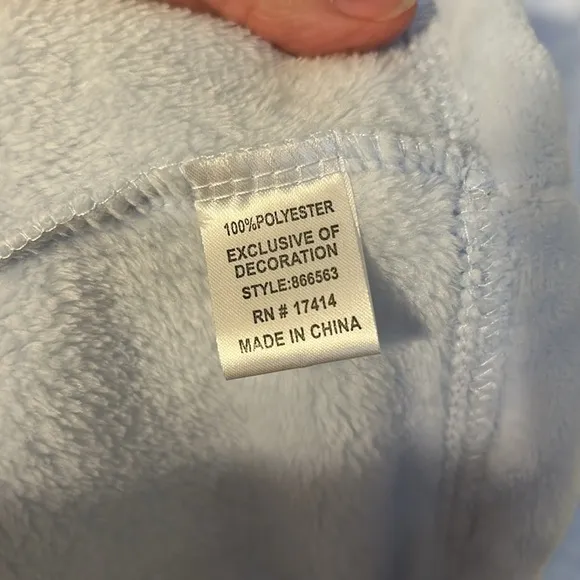 100%POLYESTER
EXCLUSIVE OF
DECORATION
STYLE:866563
RN # 17414
MADE IN CHINA